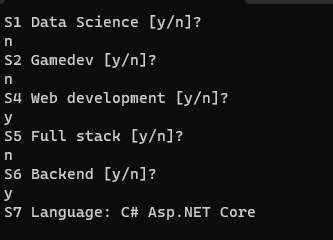 S1 Data Science [y/n]?
n
S2 Gamedev [y/n]?
n
S4 Web development [y/n]?
y
S5 Full stack [y/n]?
n
S6 Backend [y/n]?
y
S7 Language: C# Asp.NET Core